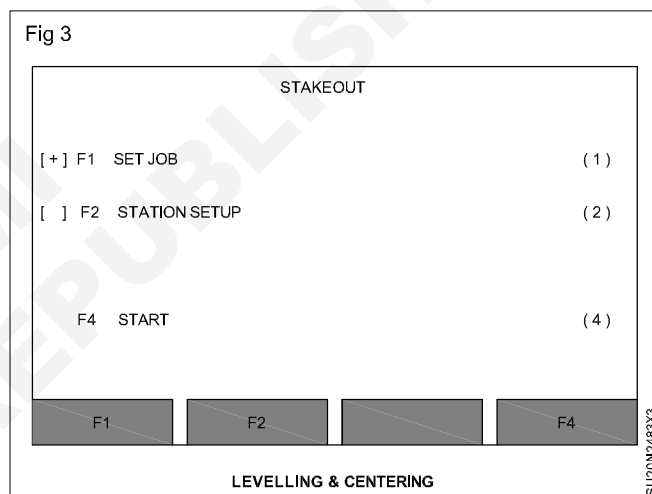 Fig 3
STAKEOUT
[ + ] F1 SET JOB ( 1 )
[ ] F2 STATION SETUP ( 2 )
F4 START ( 4 )
F1 F2 F4
LEVELLING & CENTERING
SU20N2483X3